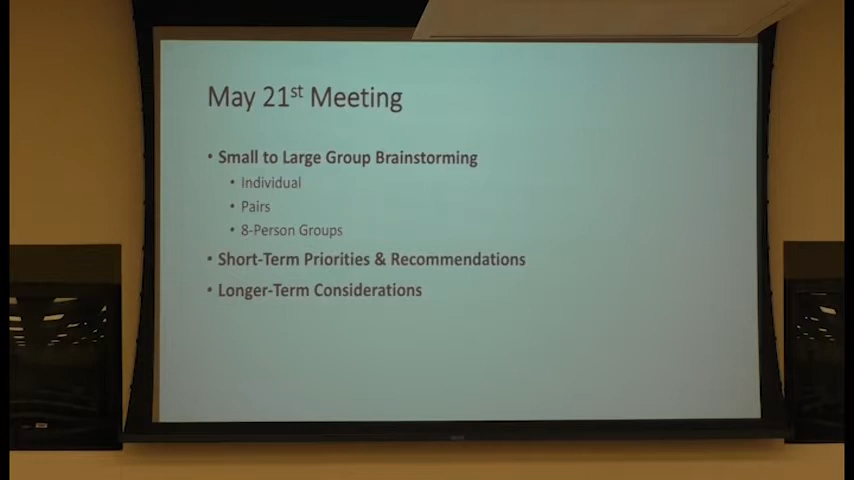 May 21st Meeting
• Small to Large Group Brainstorming
• Individual
• Pairs
• 8-Person Groups
• Short-Term Priorities & Recommendations
• Longer-Term Considerations